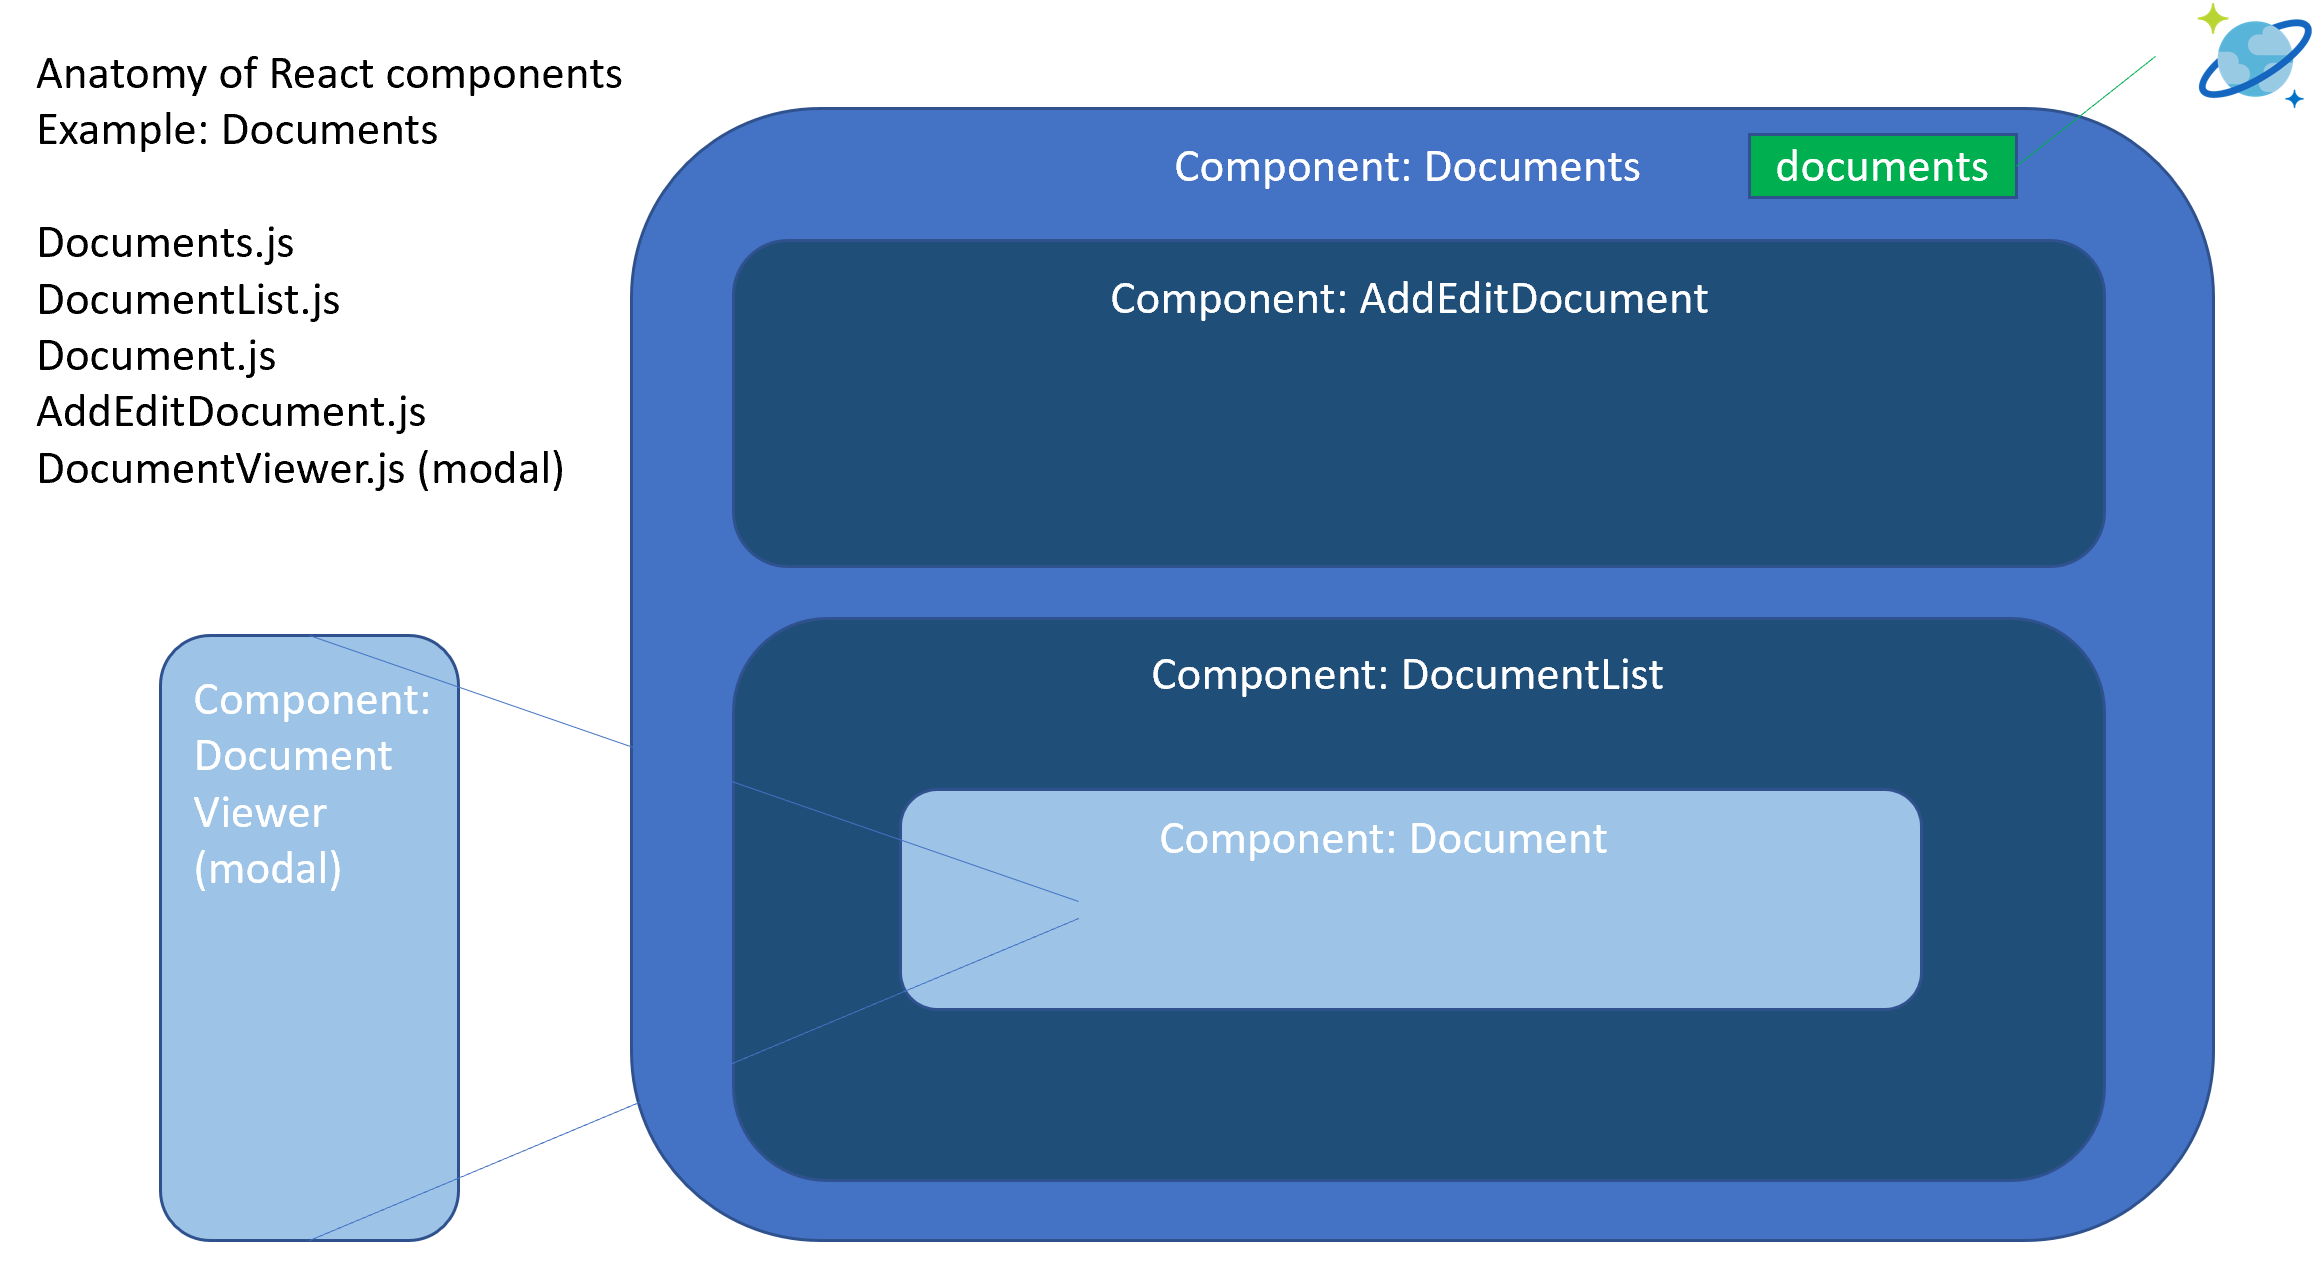 Anatomy of React components
Example: Documents
Documents.js
DocumentList.js
Document.js
AddEditDocument.js
DocumentViewer.js (modal)
Component: Documents
documents
Component: AddEditDocument
Component: DocumentList
Component: Document
Component:
Document
Viewer
(modal)